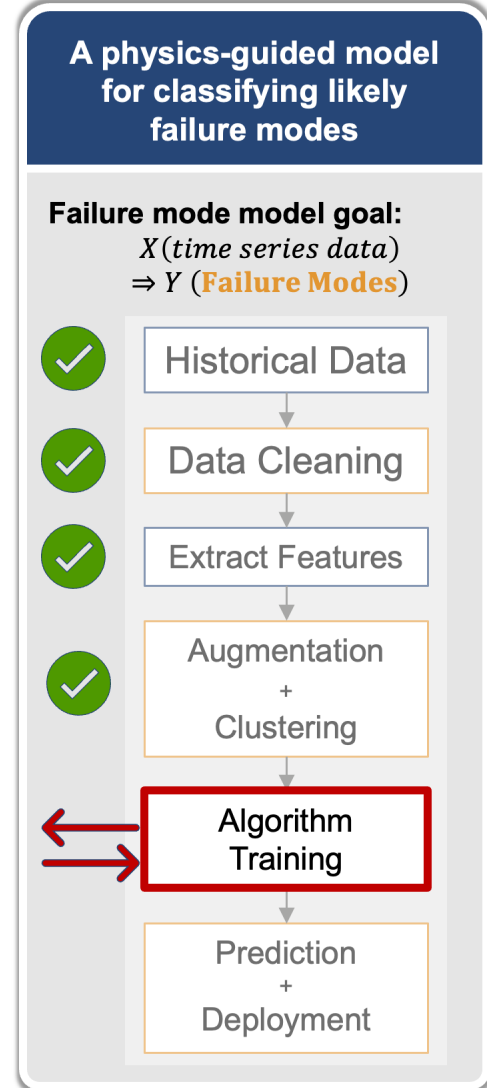 A physics-guided model
for classifying likely
failure modes
Failure mode model goal:
X(time series data)
⇒ Y (Failure Modes)
Historical Data
Data Cleaning
Extract Features
Augmentation
+
Clustering
Algorithm
Training
Prediction
+
Deployment